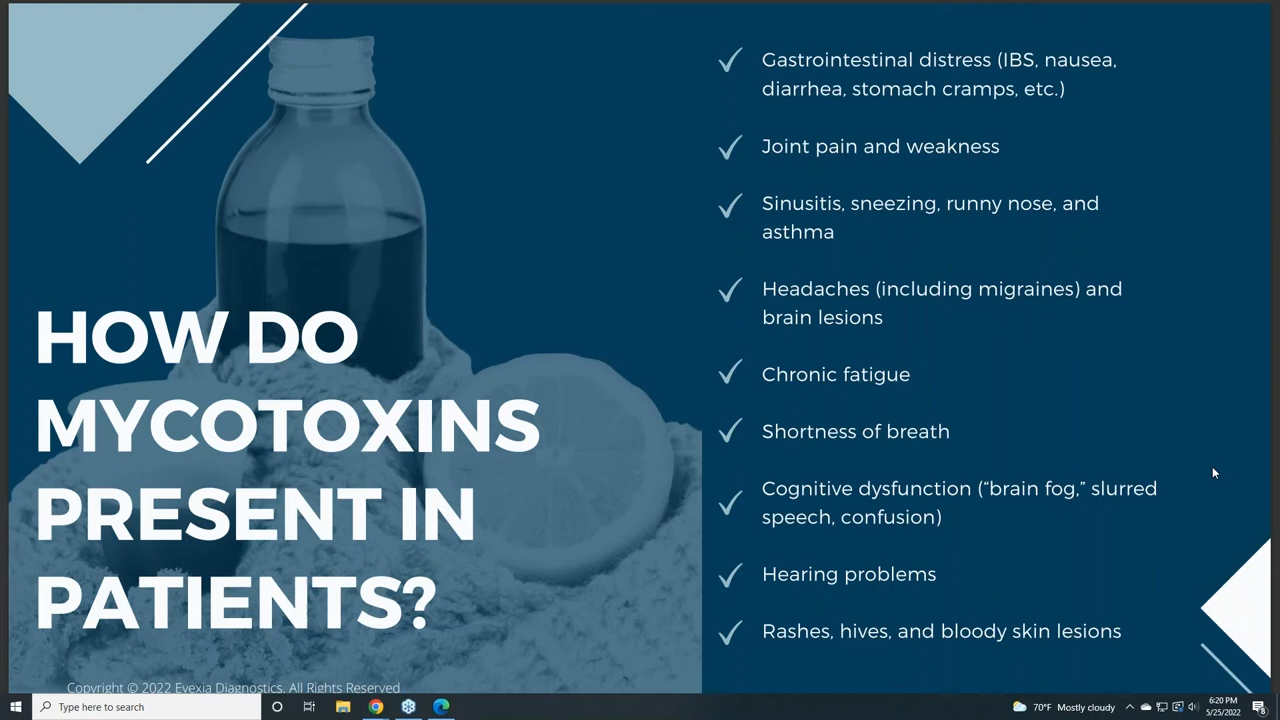 HOW DO
MYCOTOXINS
PRESENT IN
PATIENTS?
Gastrointestinal distress (IBS, nausea,
diarrhea, stomach cramps, etc.)
Joint pain and weakness
Sinusitis, sneezing, runny nose, and
asthma
Headaches (including migraines) and
brain lesions
Chronic fatigue
Shortness of breath
Cognitive dysfunction (“brain fog,” slurred
speech, confusion)
Hearing problems
Rashes, hives, and bloody skin lesions
Copyright © 2022 Evexia Diagnostics. All Rights Reserved
Type here to search
70°F Mostly cloudy
6:20 PM
5/25/2022
8